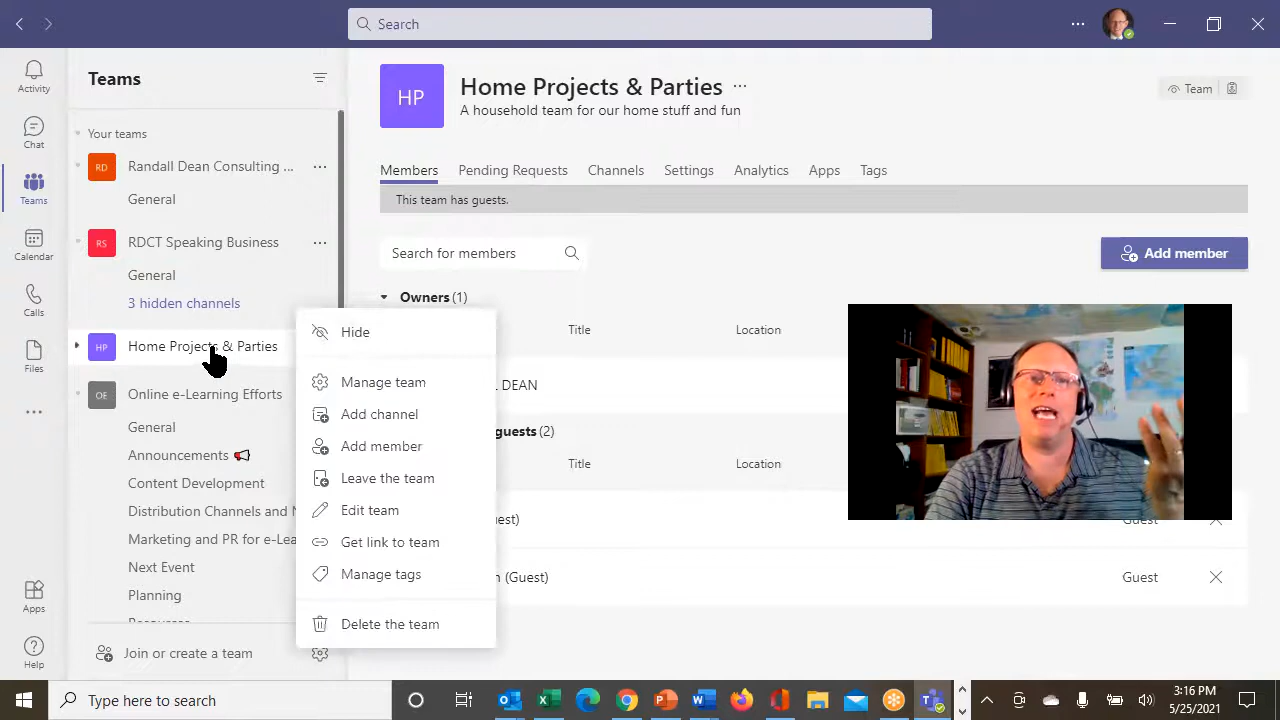 Search
Activity
Chat
Teams
Calendar
Calls
Files
Apps
Help
Teams
Your teams
RD
Randall Dean Consulting ...
General
RS
RDCT Speaking Business
General
3 hidden channels
HP
Home Projects & Parties
OE
Online e-Learning Efforts
General
Announcements
Content Development
Distribution Channels and
Marketing and PR for e-Lea
Next Event
Planning
Join or create a team
Hide
Manage team
Add channel
Add member
Leave the team
Edit team
Get link to team
Manage tags
Delete the team
HP
Home Projects & Parties
A household team for our home stuff and fun
Team
Members
Pending Requests
Channels
Settings
Analytics
Apps
Tags
This team has guests.
Search for members
Add member
Owners (1)
Title
Location
DEAN
guests (2)
Title
Location
Guest
(Guest)
Guest
Type here to search
3:16 PM
5/25/2021